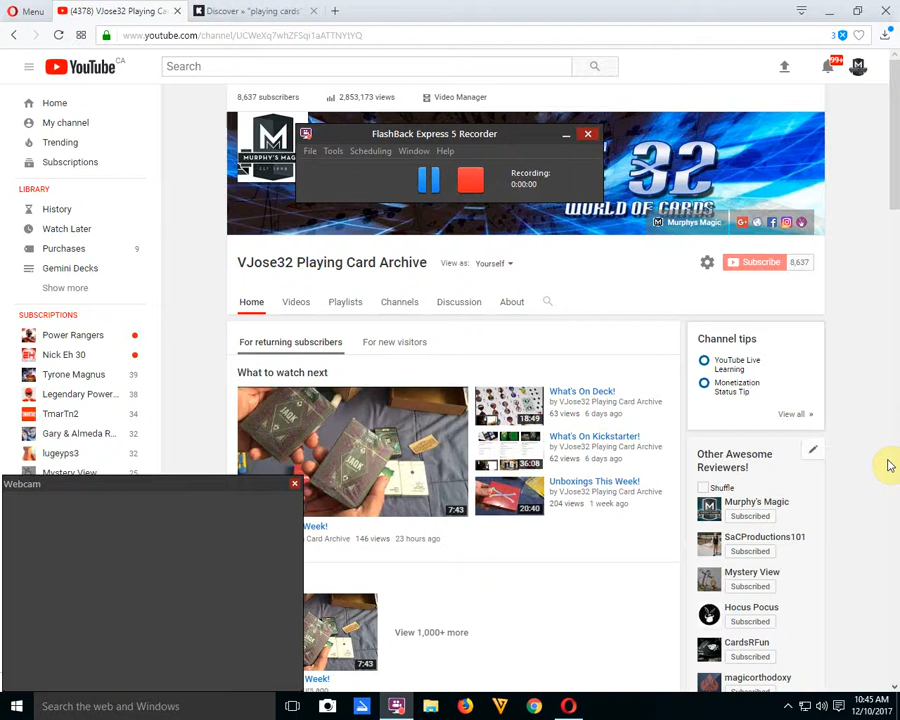 Menu
(4378) VJose32 Playing Ca
Discover » "playing cards"
www.youtube.com/channel/UCWeXq7whZFSqi1aATTNYtYQ
3
YouTube CA
Search
99+
Home
My channel
Trending
Subscriptions
LIBRARY
History
Watch Later
Purchases 9
Gemini Decks
Show more
SUBSCRIPTIONS
Power Rangers
Nick Eh 30
Tyrone Magnus 39
Legendary Power... 38
TmarTn2 34
Gary & Almeda R... 32
lugeyps3 32
Mystery View
8,637 subscribers
2,853,173 views
Video Manager
MURPHY'S MAG
FlashBack Express 5 Recorder
File Tools Scheduling Window Help
Recording:
0:00:00
32
WORLD OF CARDS
Murphys Magic
VJose32 Playing Card Archive
View as: Yourself
Subscribe 8,637
Home Videos Playlists Channels Discussion About
For returning subscribers
For new visitors
What to watch next
JAQK
7:43
Week!
Card Archive 146 views 23 hours ago
What's On Deck!
by VJose32 Playing Card Archive
63 views 6 days ago
18:49
What's On Kickstarter!
by VJose32 Playing Card Archive
62 views 6 days ago
36:08
Unboxings This Week!
by VJose32 Playing Card Archive
204 views 1 week ago
20:40
7:43
View 1,000+ more
Week!
ars ago
Channel tips
YouTube Live
Learning
Monetization
Status Tip
View all »
Other Awesome
Reviewers!
Shuffle
Murphy's Magic
Subscribed
SaCProductions101
Subscribed
Mystery View
Subscribed
Hocus Pocus
Subscribed
CardsRFun
Subscribed
magicorthodoxy
Subscribed
Webcam
Search the web and Windows
10:45 AM
12/10/2017